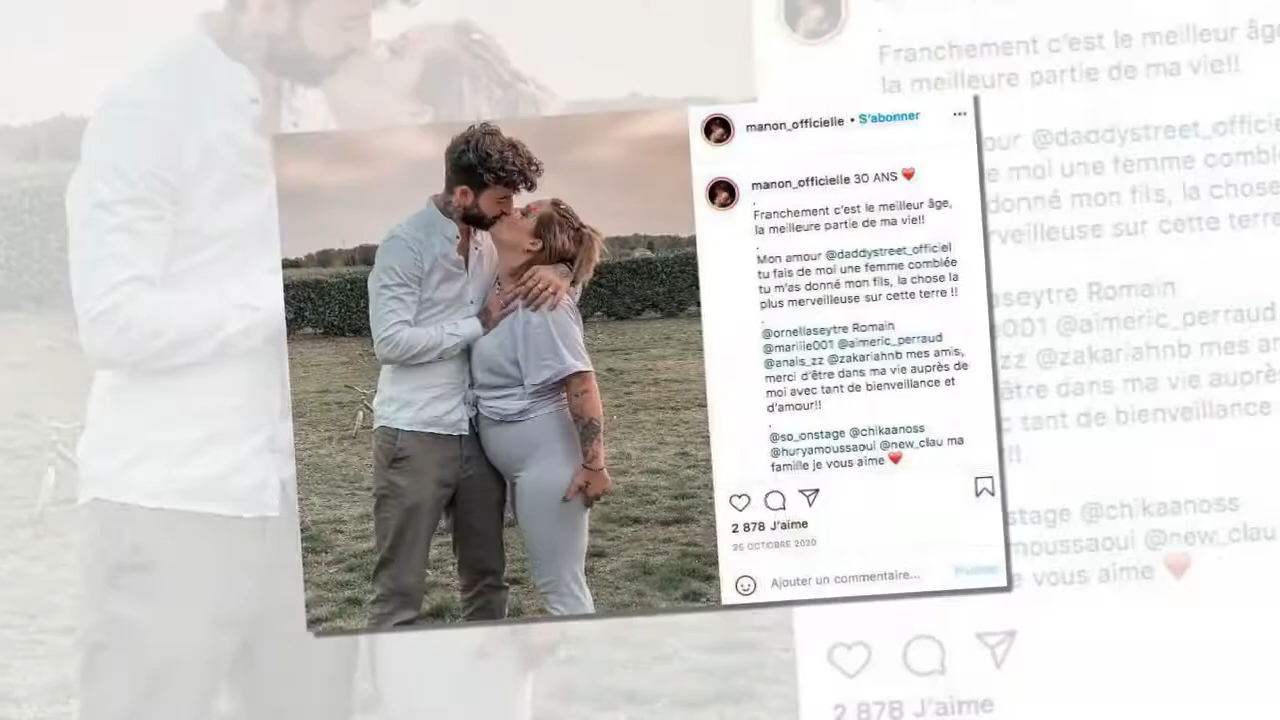 manon_officielle • S'abonner
manon_officielle 30 ANS ❤️
.
Franchement c'est le meilleur âge,
la meilleure partie de ma vie!!
.
Mon amour @daddystreet_officiel
tu fais de moi une femme comblée
tu m'as donné mon fils, la chose la
plus merveilleuse sur cette terre !!
.
@ornellaseytre Romain
@marilie001 @aimeric_perraud
@anais_zz @zakariahnb mes amis,
merci d'être dans ma vie auprès de
moi avec tant de bienveillance et
d'amour!!
.
@so_onstage @chikaanoss
@huryamoussaoui @new_clau ma
famille je vous aime ❤️
2 878 J'aime
26 OCTOBRE 2020
Ajouter un commentaire...
Publier
Franchement c'est le meilleur âge
la meilleure partie de ma vie!!
our @daddystreet_officie
e moi une femme comblé
donné mon fils, la chose
rveilleuse sur cette terre
aseytre Romain
001 @aimeric_perraud
zz @zakariahnb mes am
être dans ma vie auprès
c tant de bienveillance
!!
stage @chikaanoss
moussaoui @new_clau
e vous aime ❤️
2 878 J'aime